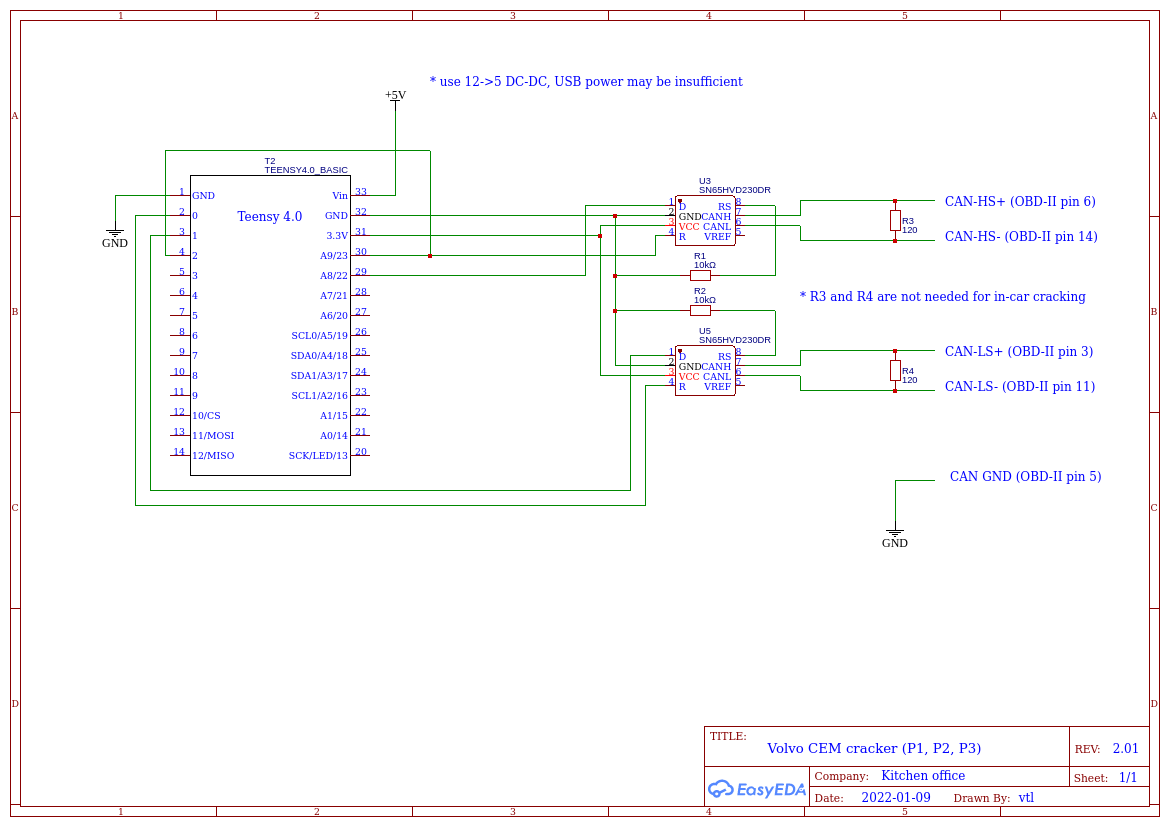 1 2 3 4 5
A A
* use 12->5 DC-DC, USB power may be insufficient
+5V
T2
TEENSY4.0_BASIC
Teensy 4.0
1 GND Vin 33
2 0 GND 32
3 1 3.3V 31
4 2 A9/23 30
5 3 A8/22 29
6 4 A7/21 28
7 5 A6/20 27
8 6 SCL0/A5/19 26
9 7 SDA0/A4/18 25
10 8 SDA1/A3/17 24
11 9 SCL1/A2/16 23
12 10/CS A1/15 22
13 11/MOSI A0/14 21
14 12/MISO SCK/LED/13 20
GND
U3
SN65HVD230DR
1 D RS 8
2 GND CANH 7
3 VCC CANL 6
4 R VREF 5
R1
10kΩ
R2
10kΩ
U5
SN65HVD230DR
1 D RS 8
2 GND CANH 7
3 VCC CANL 6
4 R VREF 5
CAN-HS+ (OBD-II pin 6)
R3
120
CAN-HS- (OBD-II pin 14)
* R3 and R4 are not needed for in-car cracking
B B
CAN-LS+ (OBD-II pin 3)
R4
120
CAN-LS- (OBD-II pin 11)
CAN GND (OBD-II pin 5)
C C
GND
D D
TITLE:
Volvo CEM cracker (P1, P2, P3)
REV: 2.01
EasyEDA
Company: Kitchen office
Sheet: 1/1
Date: 2022-01-09 Drawn By: vtl
1 2 3 4 5